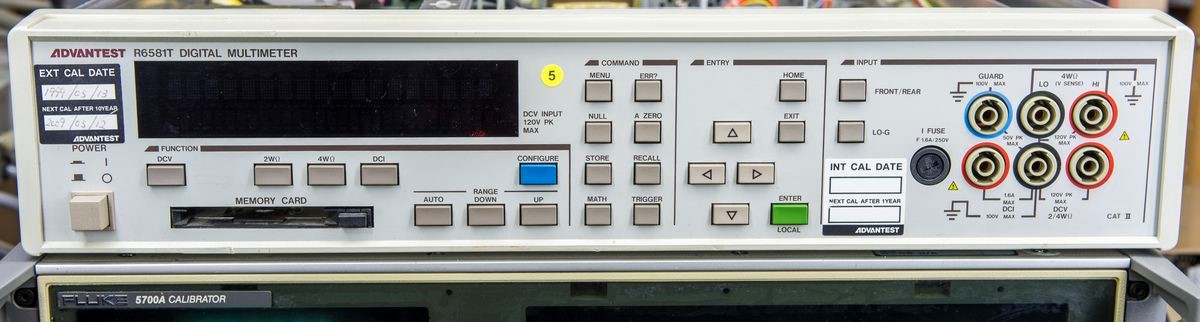 ADVANTEST R6581T DIGITAL MULTIMETER
EXT CAL DATE
1999/05/13
NEXT CAL AFTER 10YEAR
2009/05/12
ADVANTEST
POWER
I
O
5
DCV INPUT
120V PK
MAX
FUNCTION
DCV
2WΩ
4WΩ
DCI
CONFIGURE
MEMORY CARD
RANGE
AUTO
DOWN
UP
COMMAND
MENU
ERR?
NULL
A ZERO
STORE
RECALL
MATH
TRIGGER
ENTRY
HOME
EXIT
ENTER
LOCAL
INPUT
FRONT/REAR
LO-G
INT CAL DATE
NEXT CAL AFTER 1YEAR
ADVANTEST
I FUSE
F 1.6A/250V
GUARD
100V MAX
4WΩ
LO (V SENSE) HI
100V MAX
50V PK
MAX
120V PK
MAX
1.6A
MAX
120V PK
MAX
DCI
DCV
2/4WΩ
100V MAX
CAT II
FLUKE 5700A CALIBRATOR